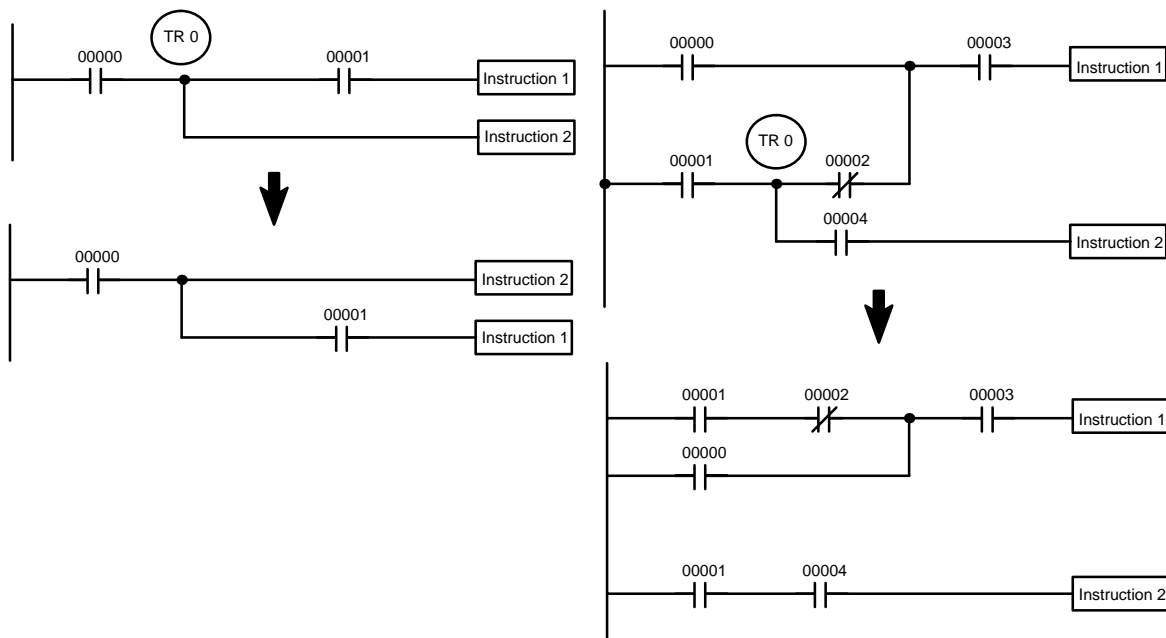 TR 0
00000
00001
Instruction 1
Instruction 2
00000
Instruction 2
00001
Instruction 1
00000
00003
Instruction 1
TR 0
00001
00002
00004
Instruction 2
00001
00002
00003
Instruction 1
00000
00001
00004
Instruction 2